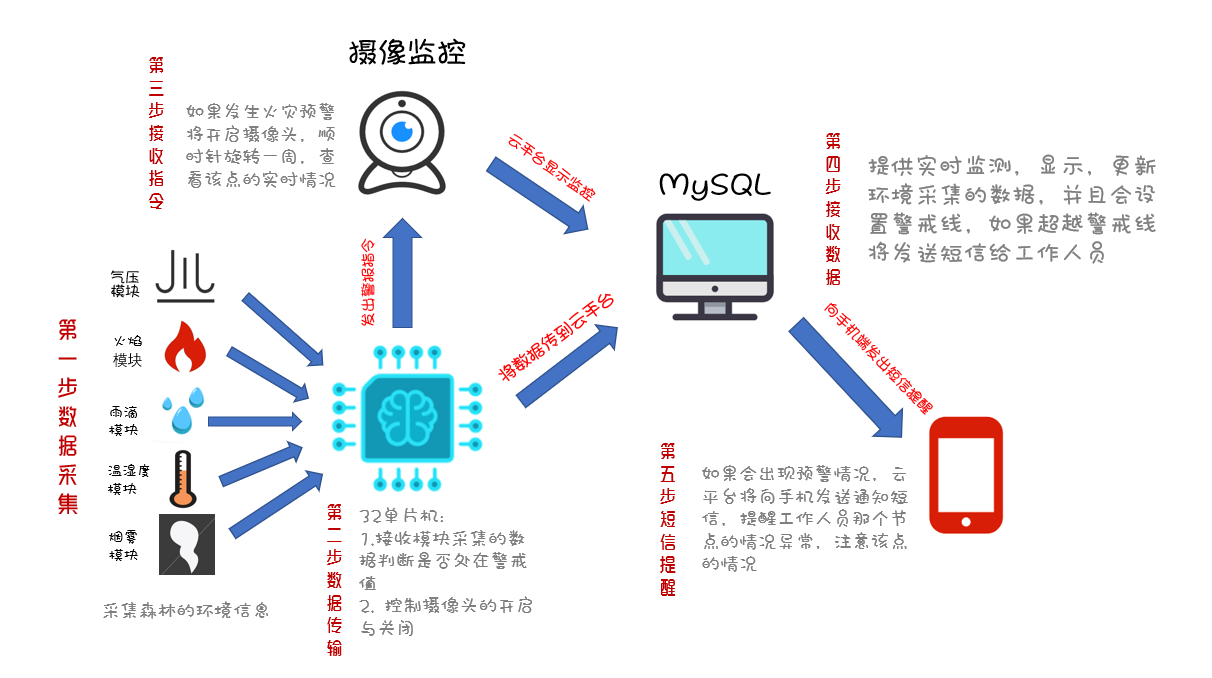 摄像监控
第三步接收指令
如果发生火灾预警
将开启摄像头，顺
时针旋转一周，查
看该点的实时情况
云平台显示监控
MySQL
第四步接收数据
提供实时监测，显示，更新
环境采集的数据，并且会设
置警戒线，如果超越警戒线
将发送短信给工作人员
第一步数据采集
气压
模块
火焰
模块
雨滴
模块
温湿度
模块
烟雾
模块
采集森林的环境信息
发出警报指令
将数据传到云平台
第二步数据传输
32单片机：
1.接收模块采集的数
据判断是否处在警戒
值
2. 控制摄像头的开启
与关闭
向手机端发出短信提醒
第五步短信提醒
如果会出现预警情况，云
平台将向手机发送通知短
信，提醒工作人员那个节
点的情况异常，注意该点
的情况